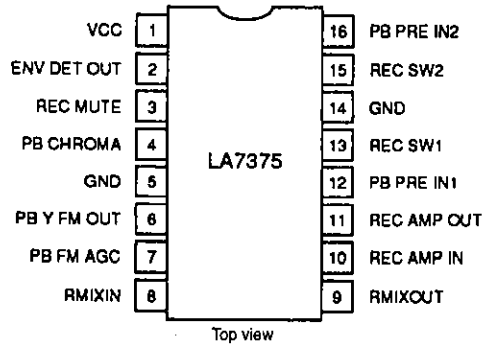 VCC 1 16 PB PRE IN2
ENV DET OUT 2 15 REC SW2
REC MUTE 3 14 GND
PB CHROMA 4 13 REC SW1
LA7375
GND 5 12 PB PRE IN1
PB Y FM OUT 6 11 REC AMP OUT
PB FM AGC 7 10 REC AMP IN
RMIXIN 8 9 RMIXOUT
Top view